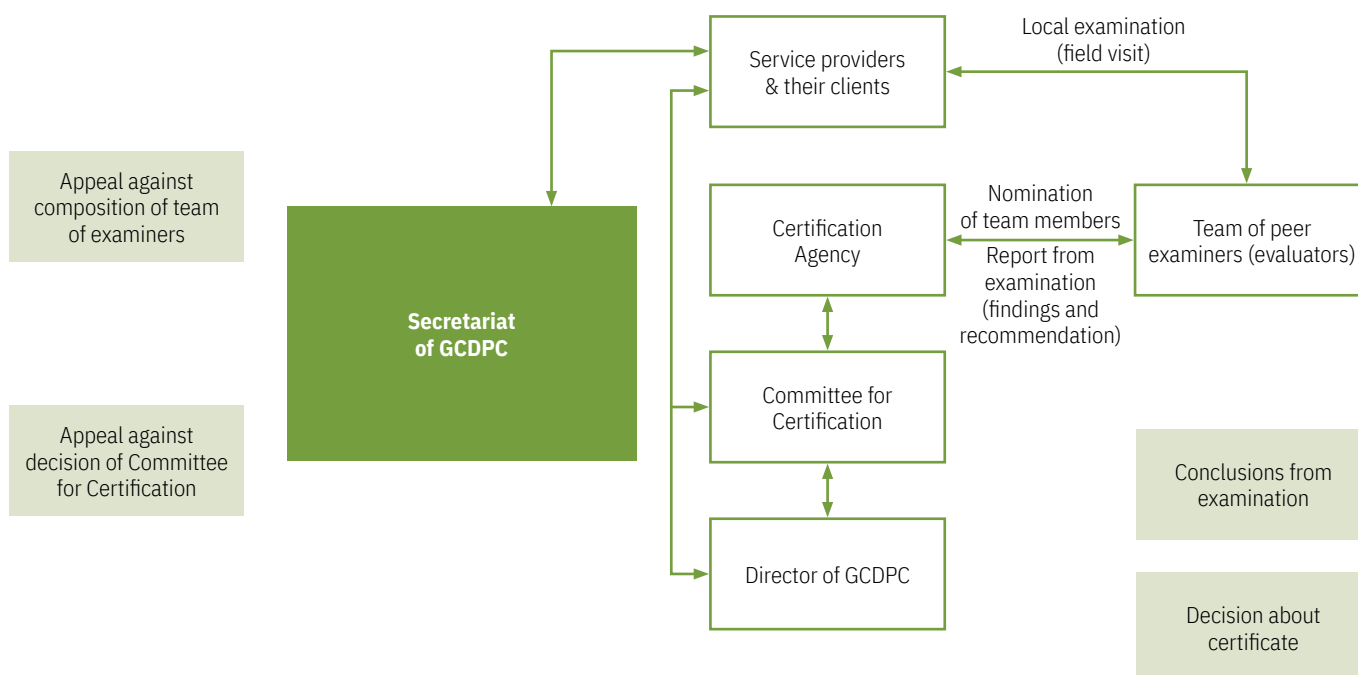 Local examination
(field visit)
Service providers
& their clients
Appeal against
composition of team
of examiners
Nomination
of team members
Certification
Agency
Team of peer
examiners (evaluators)
Report from
examination
(findings and
recommendation)
Secretariat
of GCDPC
Committee for
Certification
Appeal against
decision of Committee
for Certification
Conclusions from
examination
Director of GCDPC
Decision about
certificate